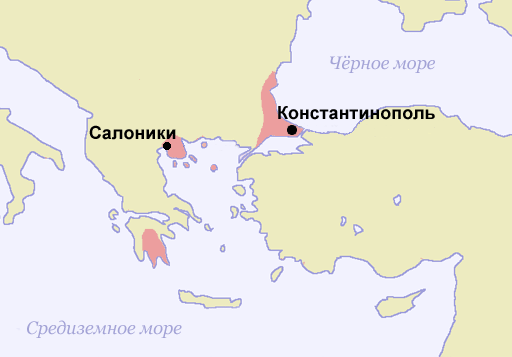 Чёрное море
Константинополь
Салоники
Средиземное море